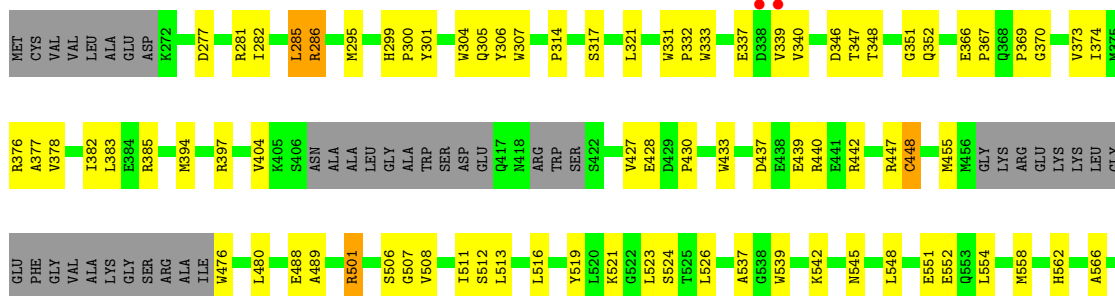 MET CYS VAL VAL LEU ALA GLU ASP K272 D277 R281 I282 L285 R286 M295 H299 P300 Y301 W304 Q305 Y306 W307 P314 S317 L321 W331 P332 W333 E337 D338 V339 V340 D346 T347 T348 G351 Q352 E366 P367 Q368 P369 G370 V373 I374 M375
R376 A377 V378 I382 L383 E384 R385 M394 R397 V404 K405 S406 ASN ALA ALA LEU GLY ALA TRP SER ASP GLU Q417 N418 ARG TRP SER S422 V427 E428 D429 P430 W433 D437 E438 E439 R440 E441 R442 R447 C448 M455 M456 GLY LYS ARG GLU LYS LYS LEU GLY
GLU PHE GLY VAL ALA LYS GLY SER ARG ALA ILE W476 L480 E488 A489 R501 S506 G507 V508 I511 S512 L513 L516 Y519 L520 K521 G522 L523 S524 T525 L526 A537 G538 W539 K542 N545 L548 E551 E552 Q553 L554 M558 H562 A566